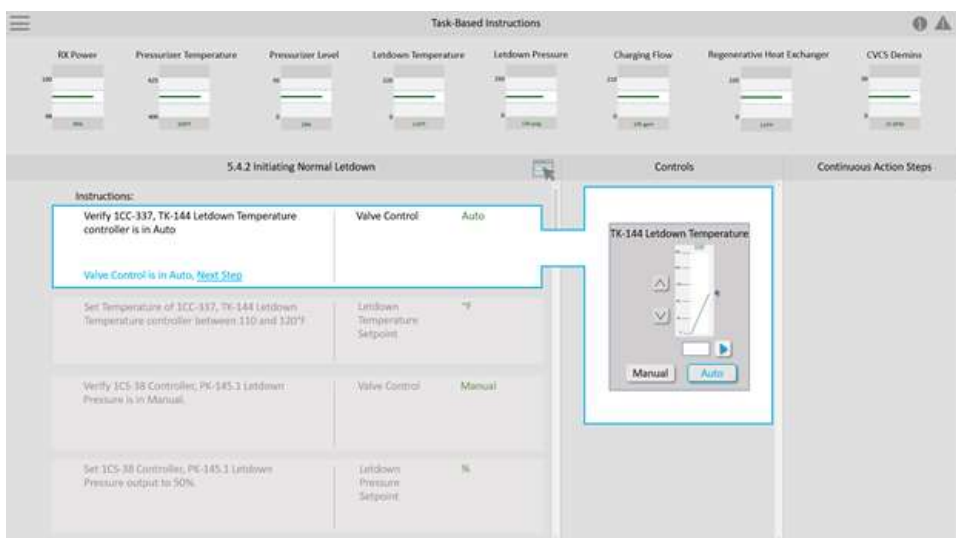 Task-Based Instructions
RX Power
Pressurizer Temperature
Pressurizer Level
Letdown Temperature
Letdown Pressure
Charging Flow
Regenerative Heat Exchanger
CVCS Demins
5.4.2 Initiating Normal Letdown
Controls
Continuous Action Steps
Instructions:
Verify 1CC-337, TK-144 Letdown Temperature
controller is in Auto
Valve Control
Auto
Valve Control is in Auto, Next Step
TK-144 Letdown Temperature
Manual
Auto
Set Temperature of 1CC-337, TK-144 Letdown
Temperature controller between 110 and 120°F
Letdown
Temperature
Setpoint
°F
Verify 1CS-38 Controller, PK-145.1 Letdown
Pressure is in Manual.
Valve Control
Manual
Set 1CS-38 Controller, PK-145.1 Letdown
Pressure output to 50%.
Letdown
Pressure
Setpoint
%